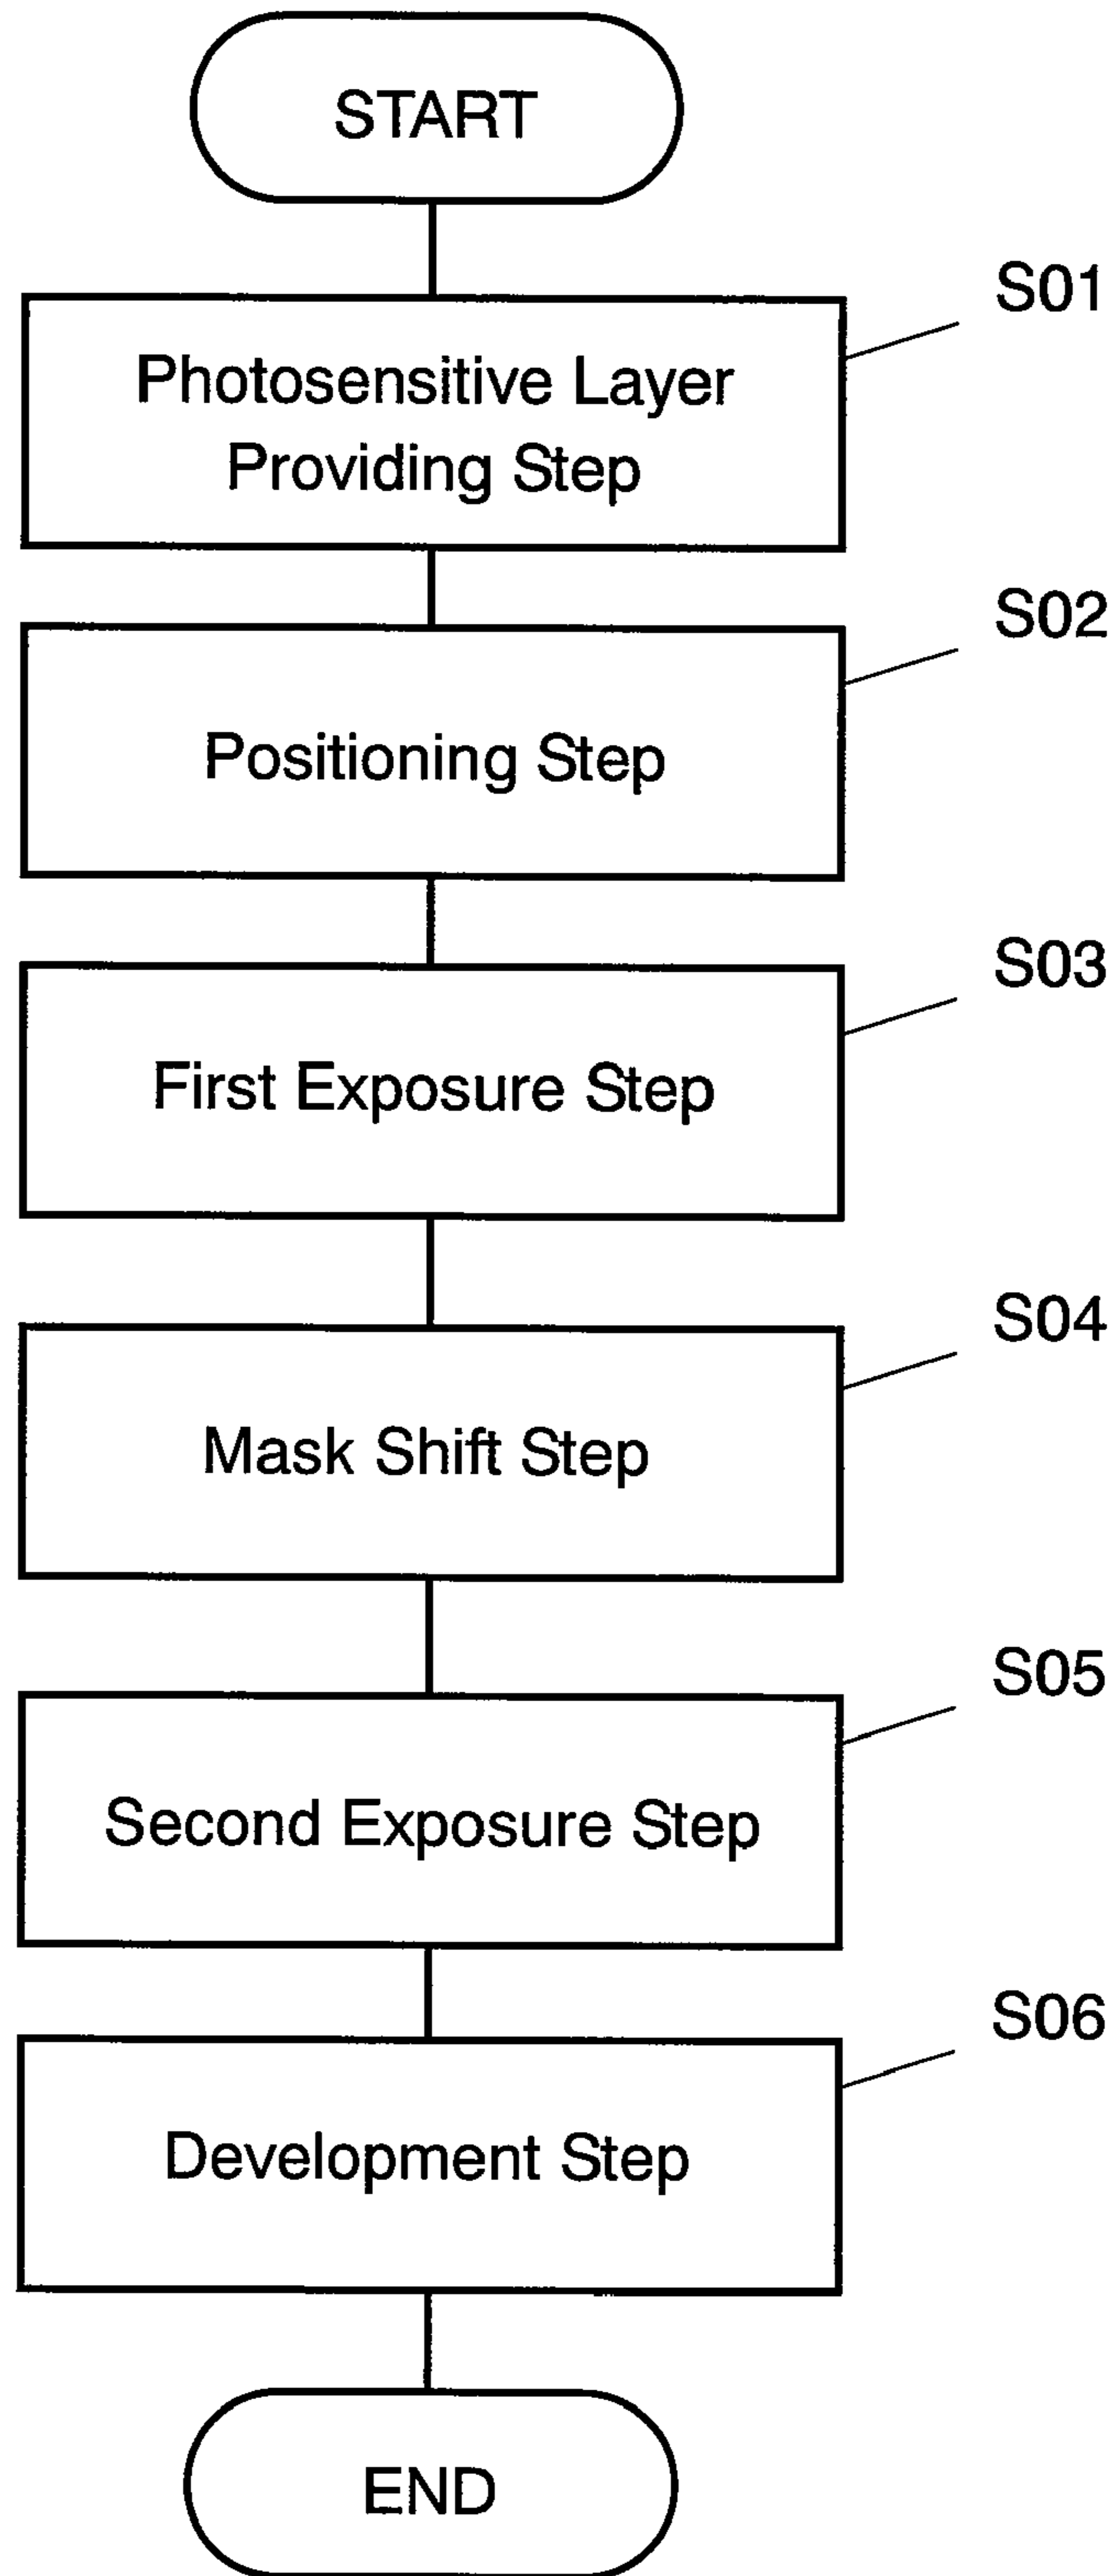 START
S01
Photosensitive Layer
Providing Step
S02
Positioning Step
S03
First Exposure Step
S04
Mask Shift Step
S05
Second Exposure Step
S06
Development Step
END